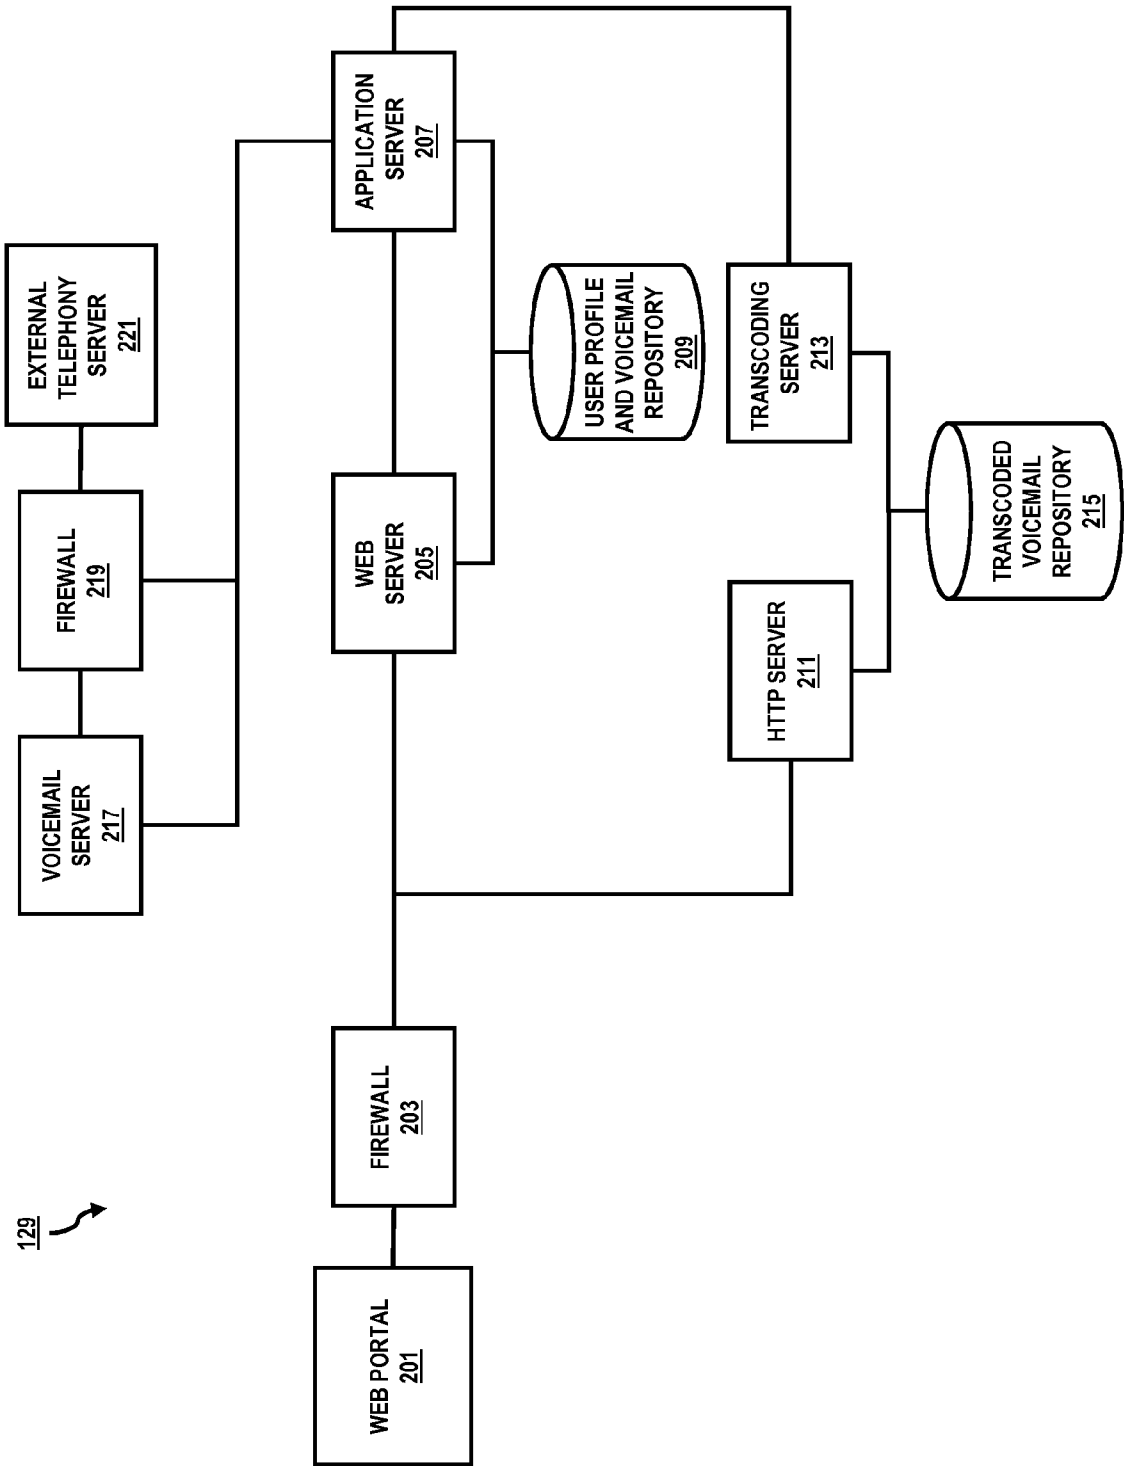 129
VOICEMAIL
SERVER
217
FIREWALL
219
EXTERNAL
TELEPHONY
SERVER
221
WEB PORTAL
201
FIREWALL
203
WEB
SERVER
205
APPLICATION
SERVER
207
USER PROFILE
AND VOICEMAIL
REPOSITORY
209
HTTP SERVER
211
TRANSCODING
SERVER
213
TRANSCODED
VOICEMAIL
REPOSITORY
215